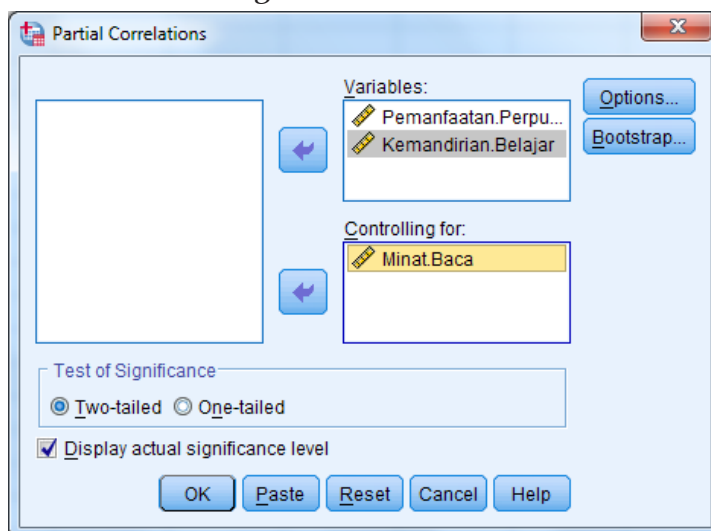 Partial Correlations
Variables:
Pemanfaatan.Perpu...
Kemandirian.Belajar
Options...
Bootstrap...
Controlling for:
Minat.Baca
Test of Significance
Two-tailed One-tailed
Display actual significance level
OK Paste Reset Cancel Help